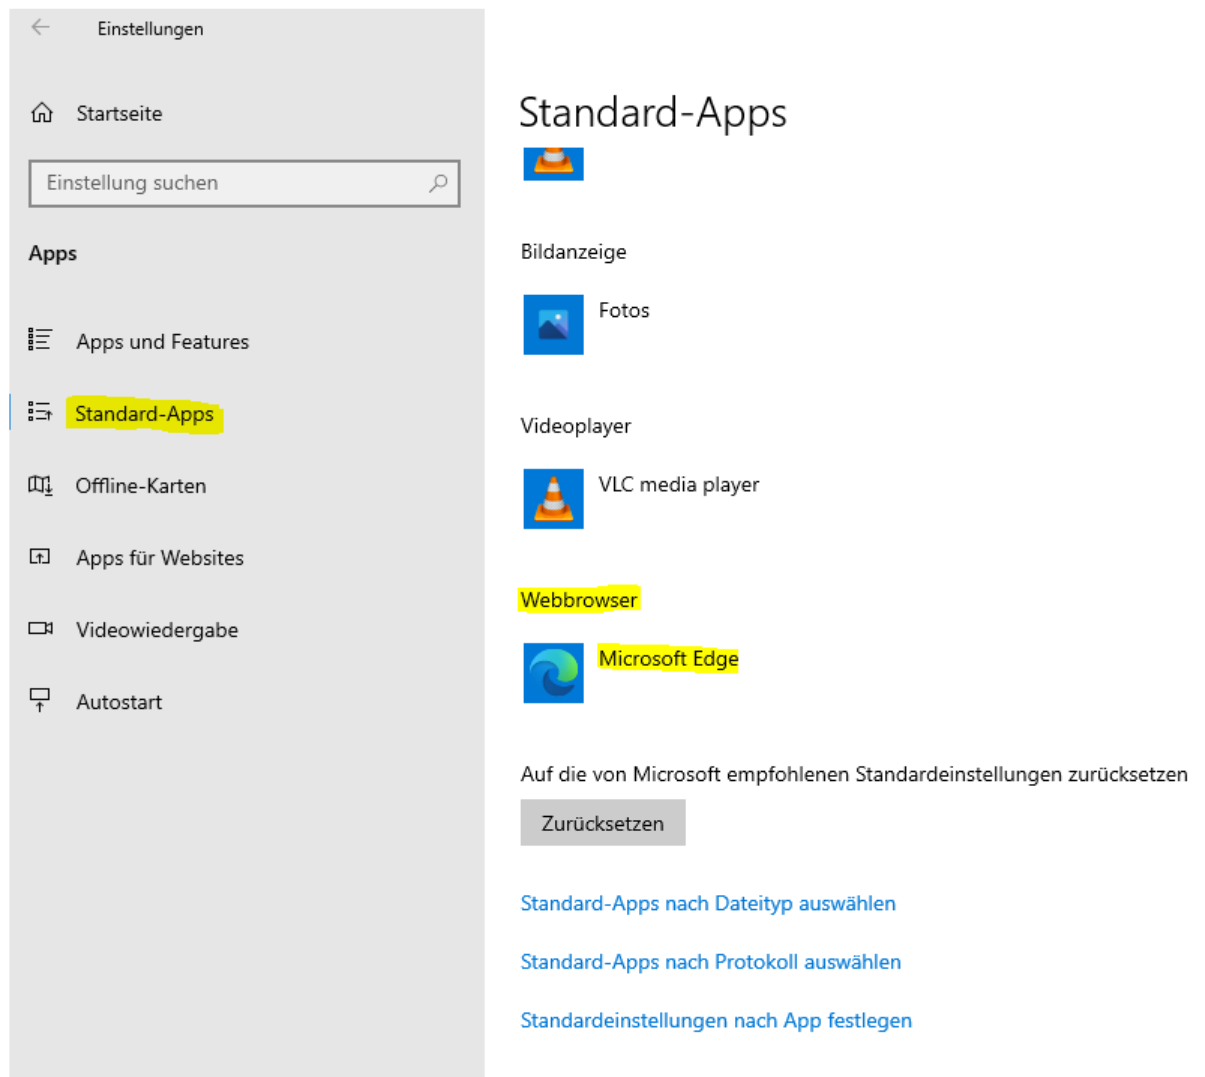 Einstellungen
Startseite
Einstellung suchen
Apps
Apps und Features
Standard-Apps
Offline-Karten
Apps für Websites
Videowiedergabe
Autostart
Standard-Apps
Bildanzeige
Fotos
Videoplayer
VLC media player
Webbrowser
Microsoft Edge
Auf die von Microsoft empfohlenen Standardeinstellungen zurücksetzen
Zurücksetzen
Standard-Apps nach Dateityp auswählen
Standard-Apps nach Protokoll auswählen
Standardeinstellungen nach App festlegen